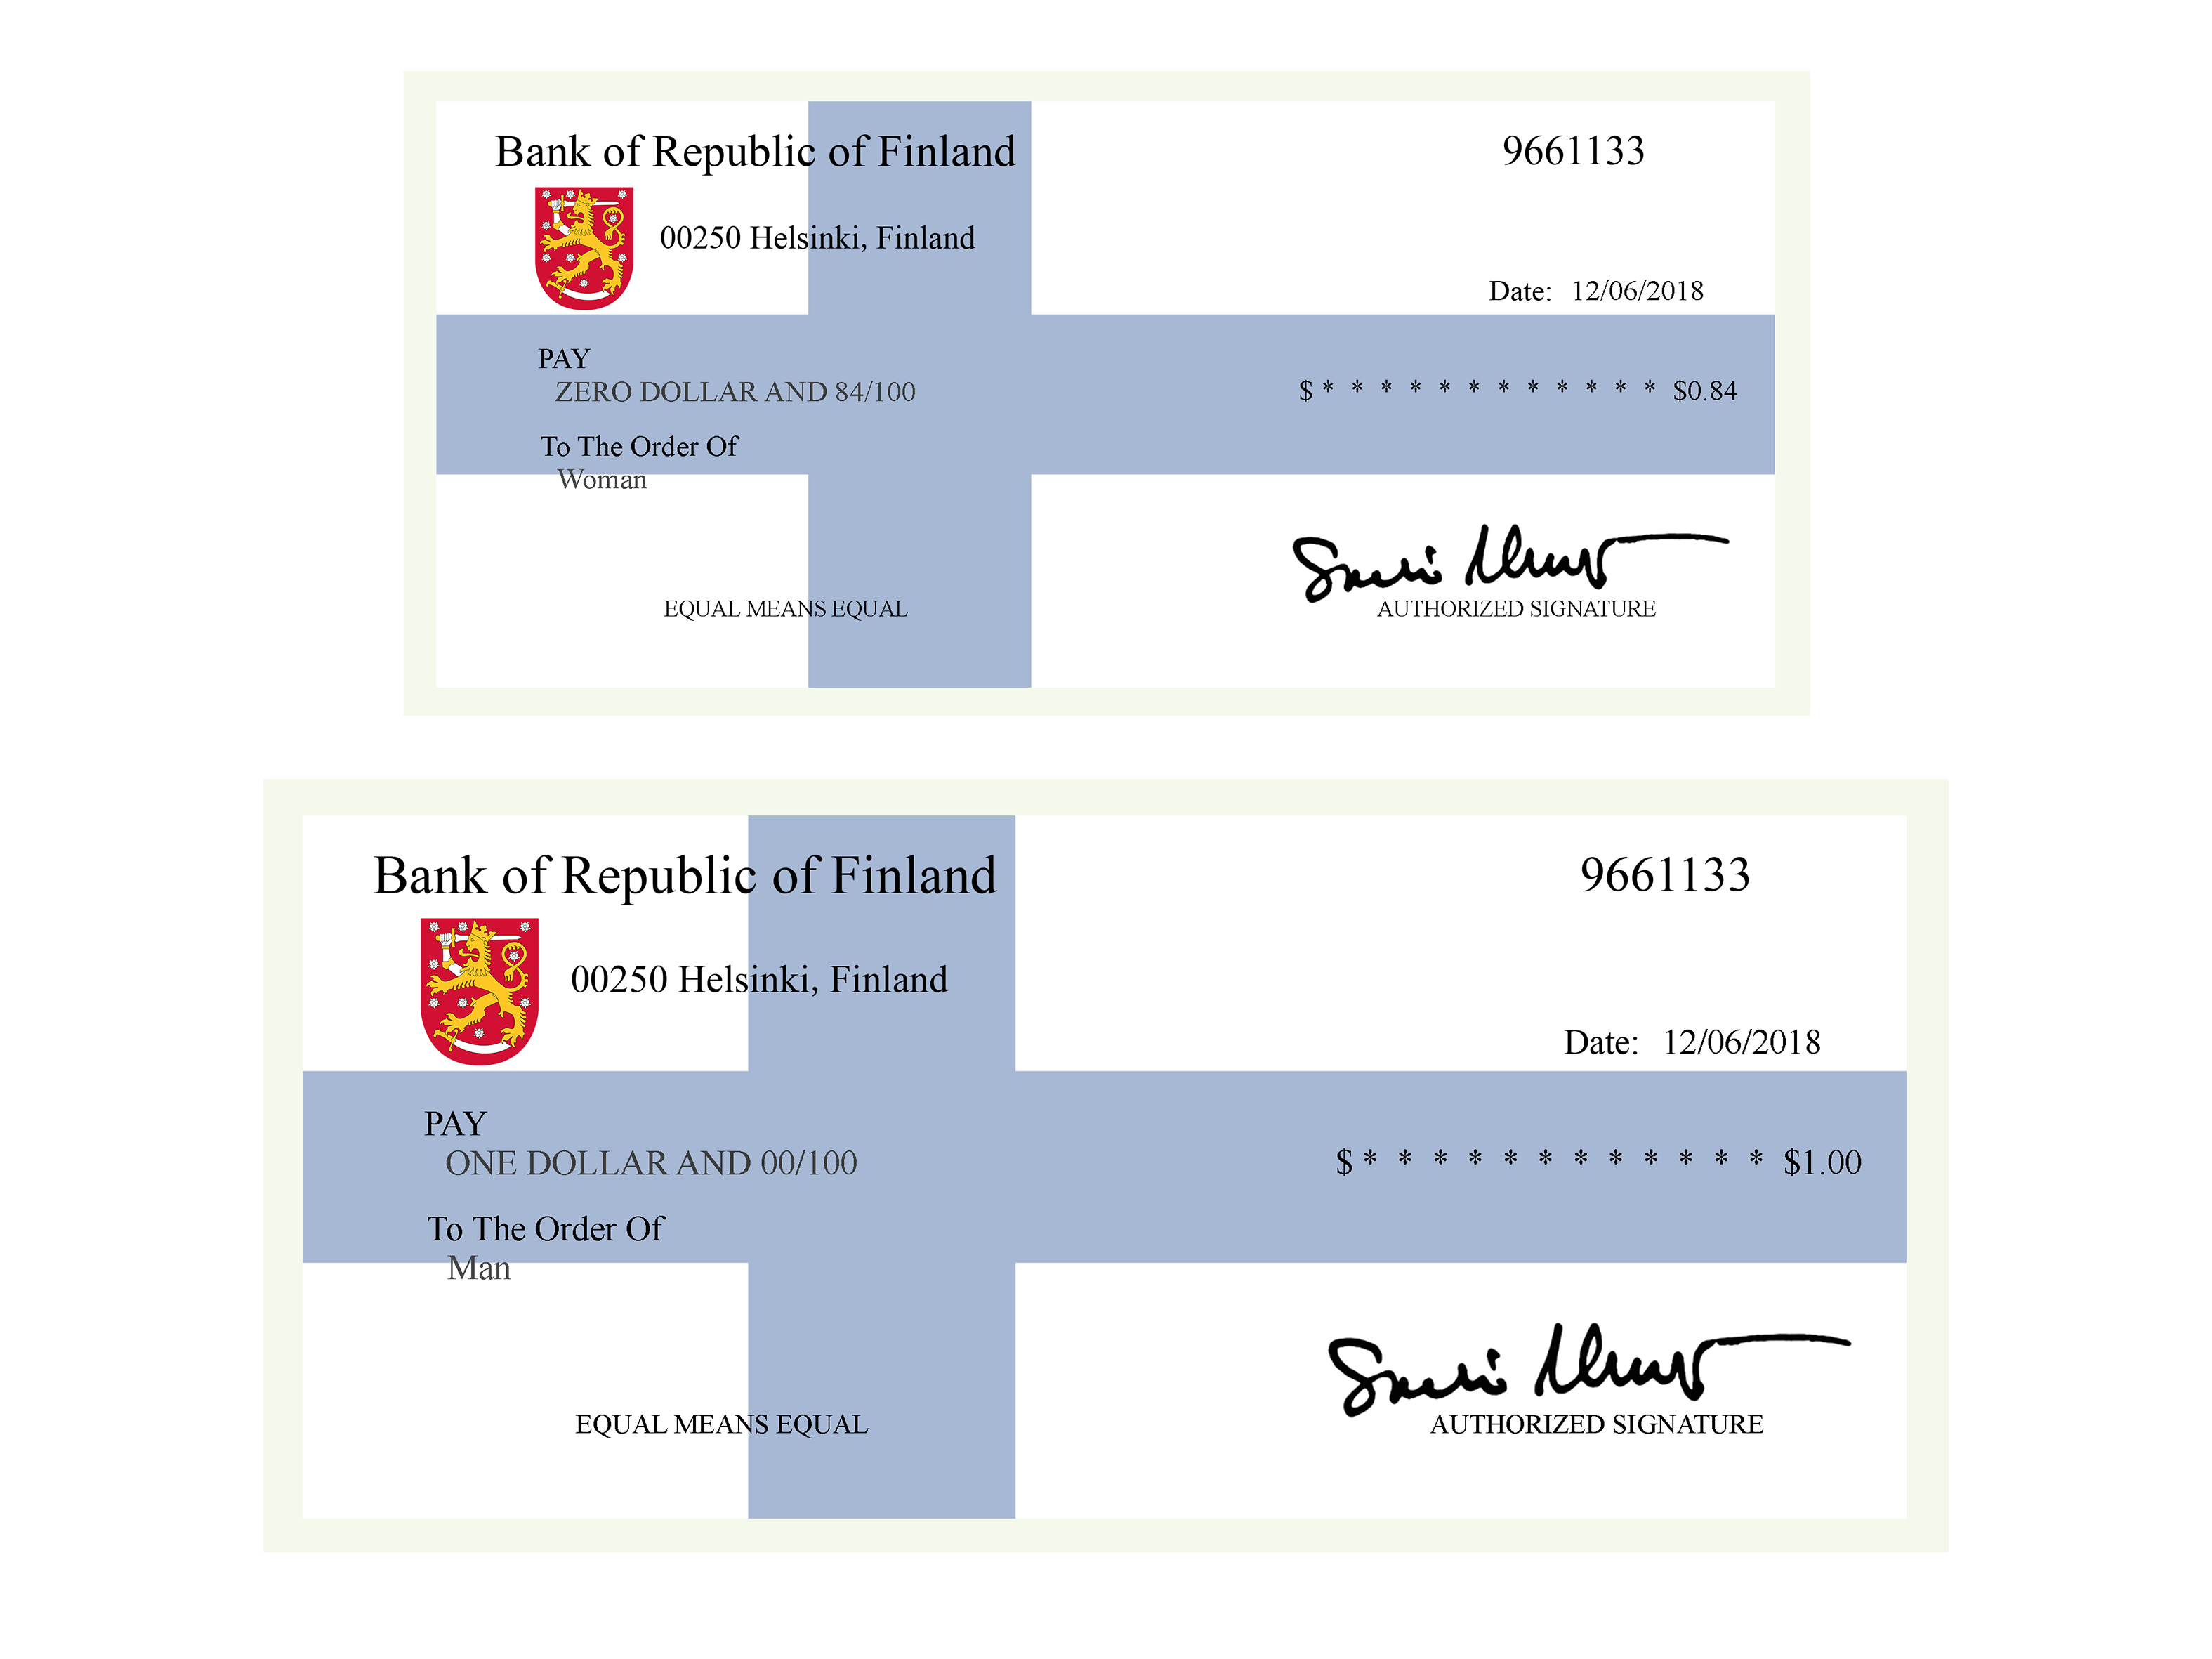 Bank of Republic of Finland 9661133
00250 Helsinki, Finland
Date: 12/06/2018
PAY
ZERO DOLLAR AND 84/100 $ * * * * * * * * * * * * $0.84
To The Order Of
Woman
EQUAL MEANS EQUAL AUTHORIZED SIGNATURE
Bank of Republic of Finland 9661133
00250 Helsinki, Finland
Date: 12/06/2018
PAY
ONE DOLLAR AND 00/100 $ * * * * * * * * * * * * $1.00
To The Order Of
Man
EQUAL MEANS EQUAL AUTHORIZED SIGNATURE